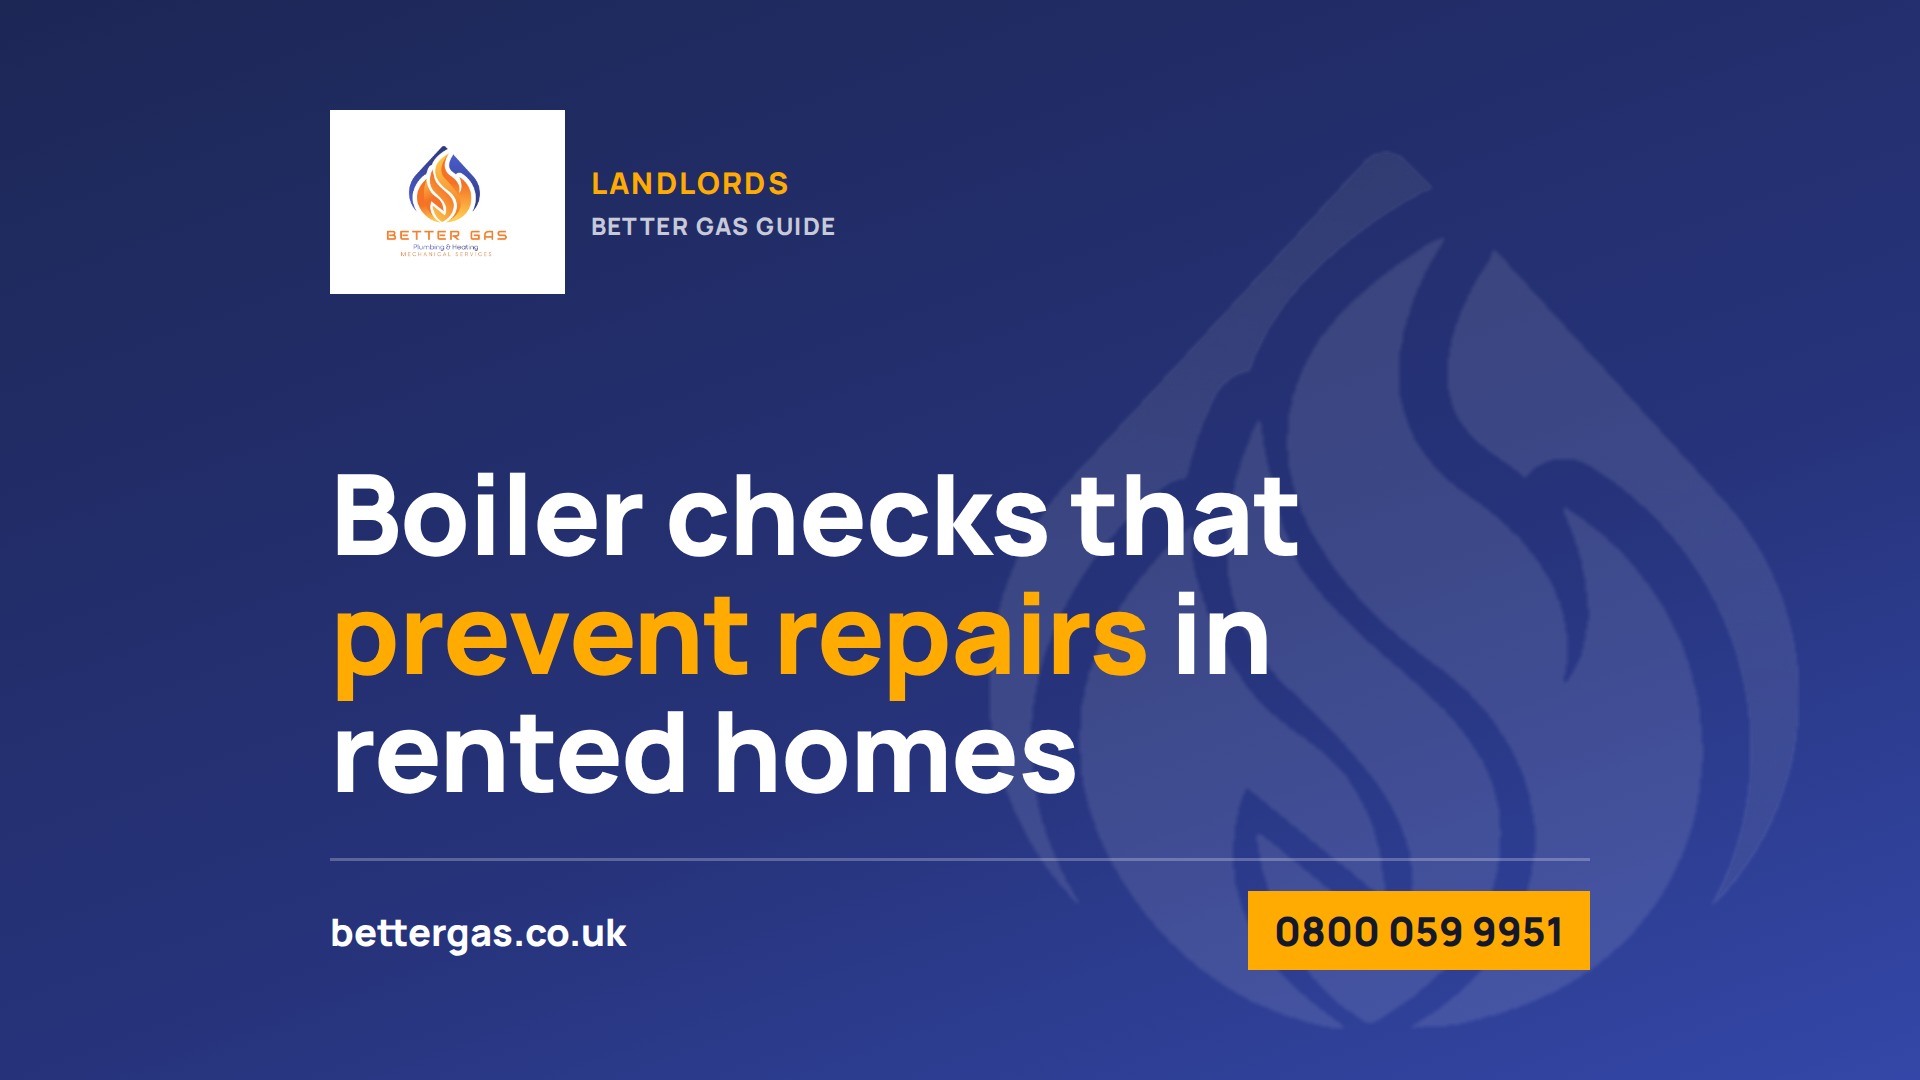 BETTER GAS
Plumbing & Heating
MECHANICAL SERVICES
LANDLORDS
BETTER GAS GUIDE
Boiler checks that
prevent repairs in
rented homes
bettergas.co.uk
0800 059 9951